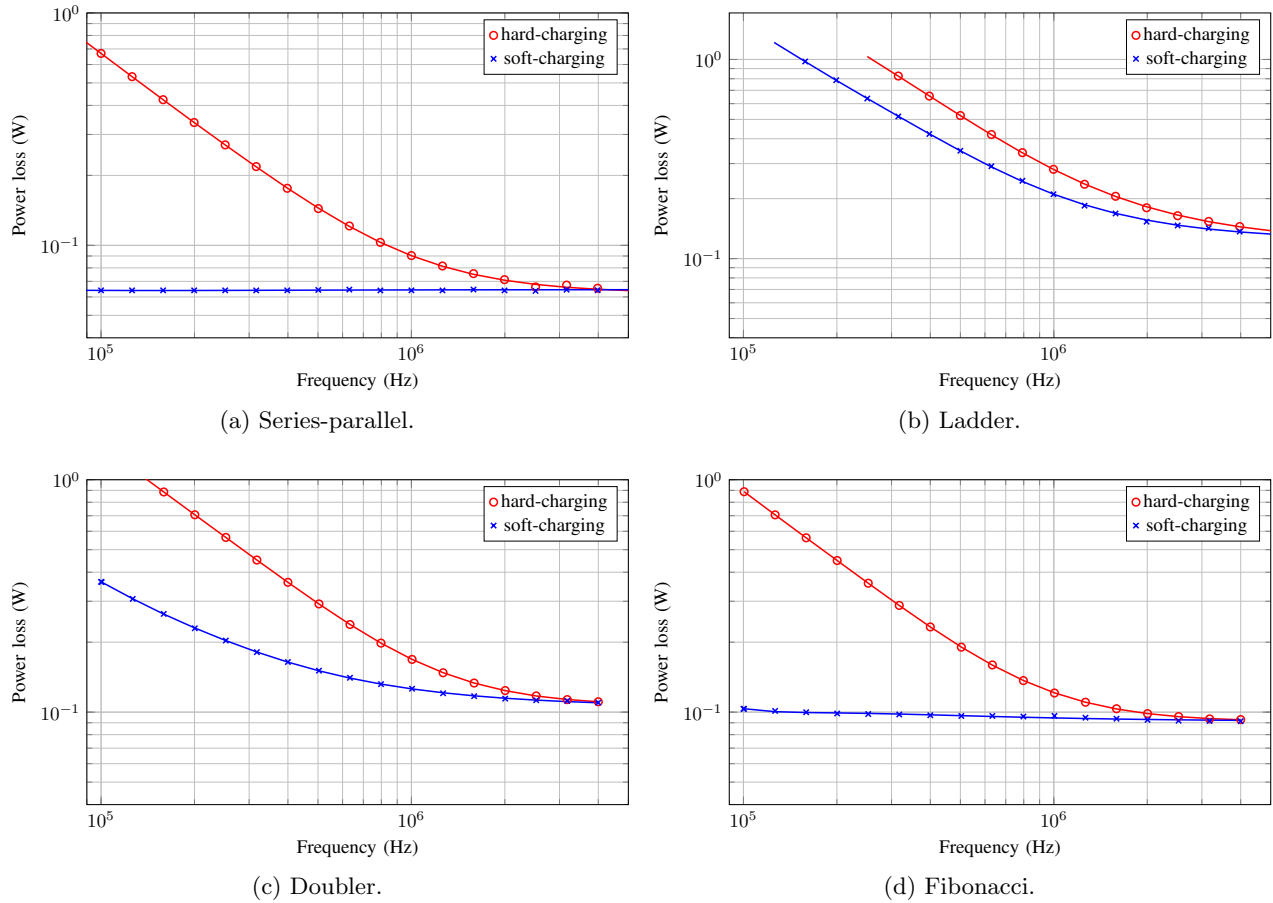 10^0
hard-charging
soft-charging
Power loss (W)
10^-1
10^5
10^6
Frequency (Hz)
(a) Series-parallel.
10^0
hard-charging
soft-charging
Power loss (W)
10^-1
10^5
10^6
Frequency (Hz)
(b) Ladder.
10^0
hard-charging
soft-charging
Power loss (W)
10^-1
10^5
10^6
Frequency (Hz)
(c) Doubler.
10^0
hard-charging
soft-charging
Power loss (W)
10^-1
10^5
10^6
Frequency (Hz)
(d) Fibonacci.